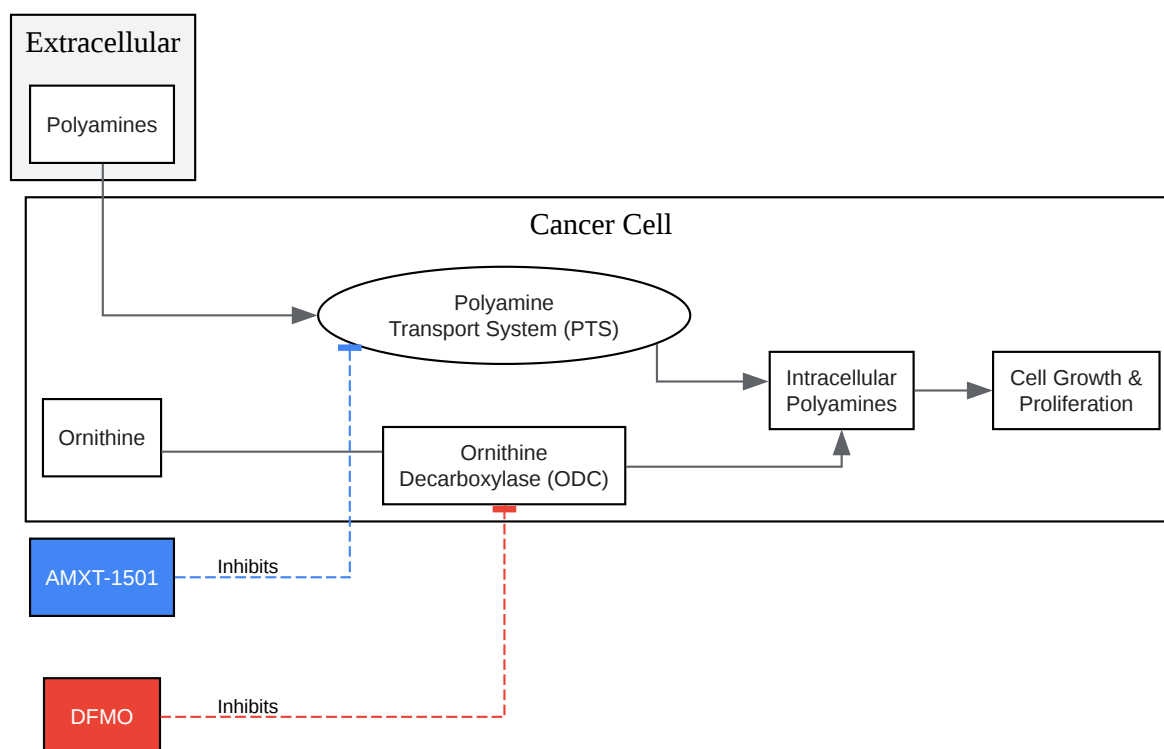 Extracellular
Polyamines
Cancer Cell
Polyamine
Transport System (PTS)
Intracellular
Polyamines
Cell Growth &
Proliferation
Ornithine
Ornithine
Decarboxylase (ODC)
AMXT-1501
Inhibits
DFMO
Inhibits